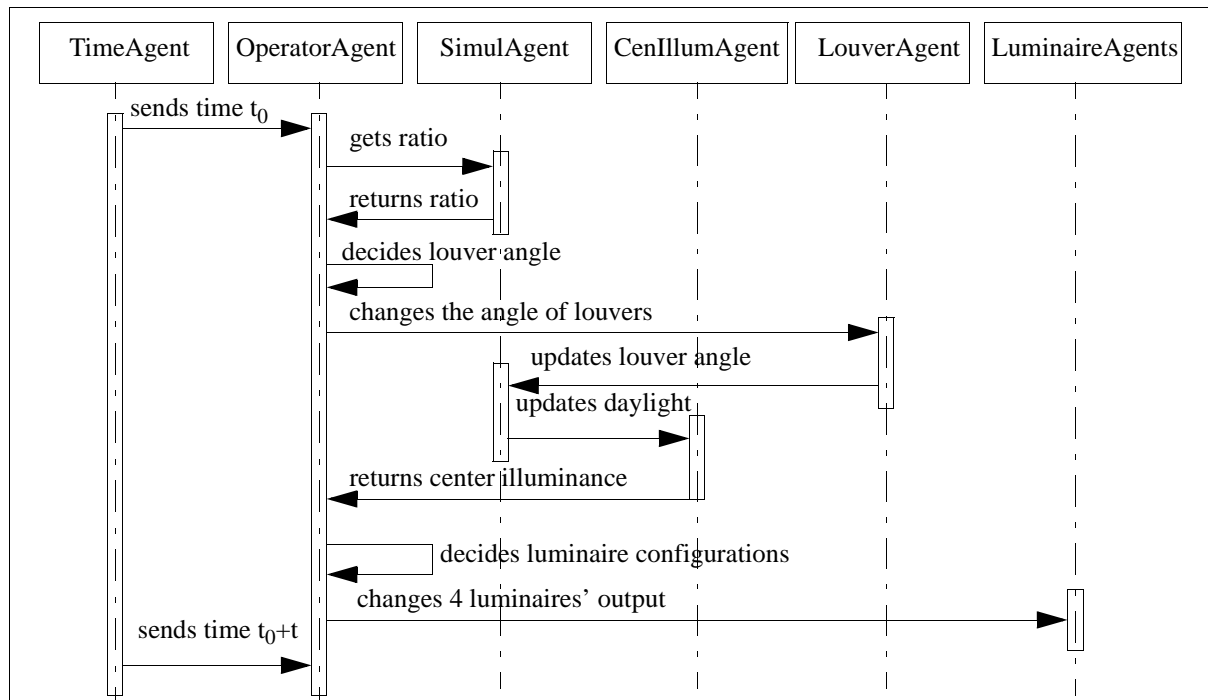 TimeAgent OperatorAgent SimulAgent CenIllumAgent LouverAgent LuminaireAgents
sends time t0
gets ratio
returns ratio
decides louver angle
changes the angle of louvers
updates louver angle
updates daylight
returns center illuminance
decides luminaire configurations
changes 4 luminaires’ output
sends time t0+t